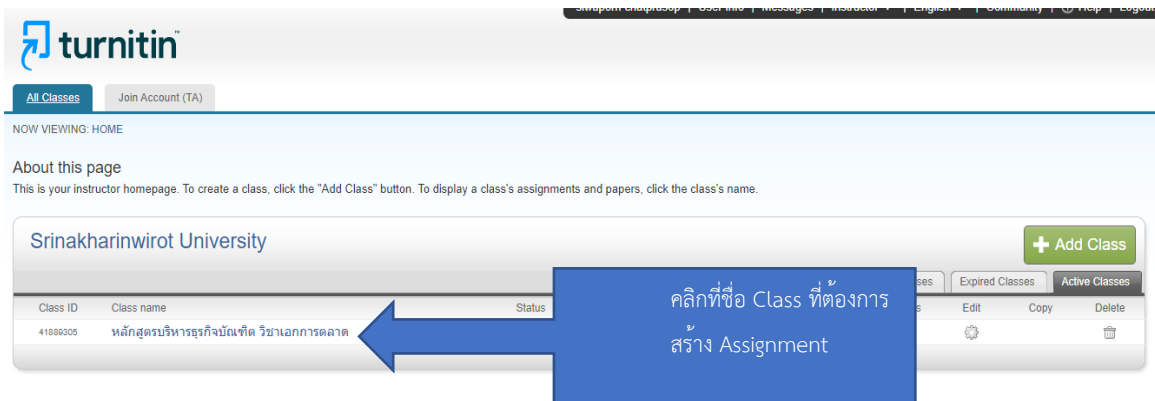 siwaporn chatprasop | User Info | Messages | Instructor | English | Community | Help | Logout
turnitin
All Classes Join Account (TA)
NOW VIEWING: HOME
About this page
This is your instructor homepage. To create a class, click the "Add Class" button. To display a class's assignments and papers, click the class's name.
Srinakharinwirot University
Add Class
Expired Classes Active Classes
Class ID Class name Status Edit Copy Delete
41889305 หลักสูตรบริหารธุรกิจบัณฑิต วิชาเอกการตลาด
คลิกที่ชื่อ Class ที่ต้องการ
สร้าง Assignment